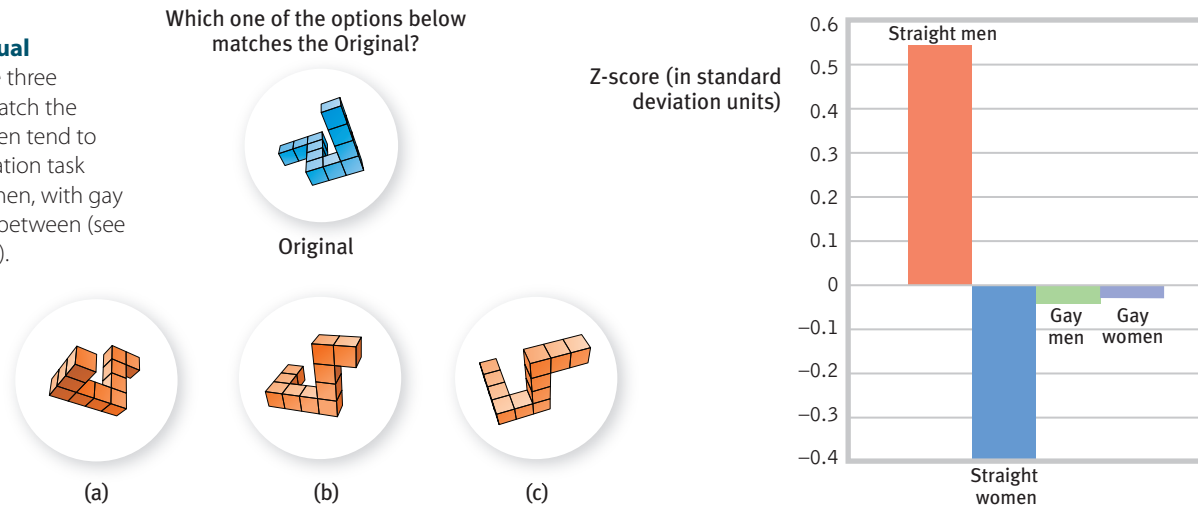 ual
three
atch the
en tend to
ation task
nen, with gay
between (see
).
Which one of the options below
matches the Original?
Original
(a)
(b)
(c)
Z-score (in standard
deviation units)
0.6
0.5
0.4
0.3
0.2
0.1
0
−0.1
−0.2
−0.3
−0.4
Straight men
Straight
women
Gay
men
Gay
women